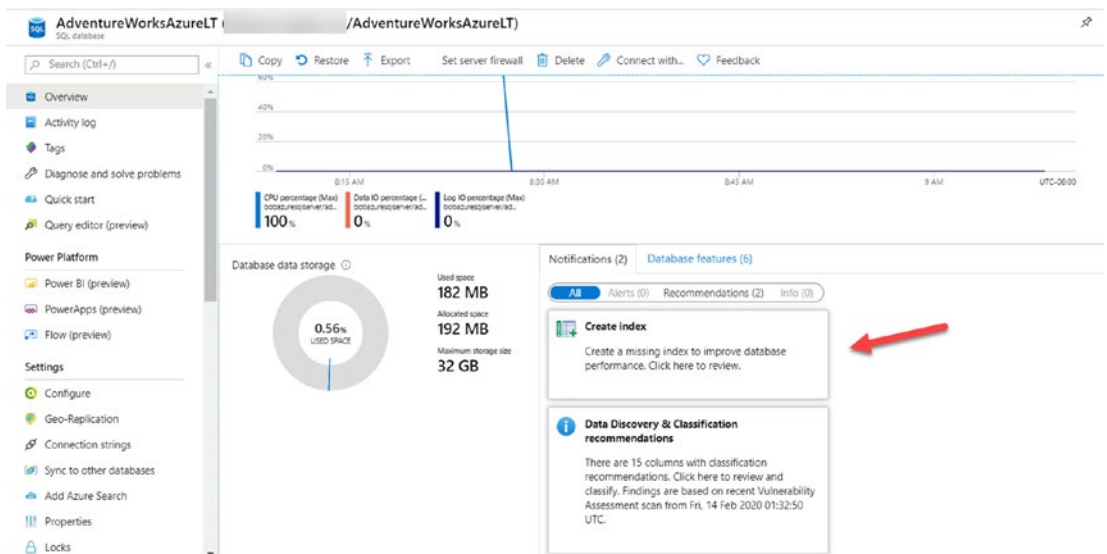 AdventureWorksAzureLT ( /AdventureWorksAzureLT)
SQL database
Search (Ctrl+/)
«
Copy Restore Export Set server firewall Delete Connect with... Feedback
Overview
Activity log
Tags
Diagnose and solve problems
Quick start
Query editor (preview)
Power Platform
Power BI (preview)
PowerApps (preview)
Flow (preview)
Settings
Configure
Geo-Replication
Connection strings
Sync to other databases
Add Azure Search
Properties
Locks
60%
40%
20%
0%
8:15 AM 8:30 AM 8:45 AM 9 AM UTC-06:00
CPU percentage (Max)
bobazuresqlserver/ad...
100%
Data IO percentage (...
bobazuresqlserver/ad...
0%
Log IO percentage (Max)
bobazuresqlserver/ad...
0%
Database data storage
0.56%
USED SPACE
Used space
182 MB
Allocated space
192 MB
Maximum storage size
32 GB
Notifications (2) Database features (6)
All Alerts (0) Recommendations (2) Info (0)
Create index
Create a missing index to improve database
performance. Click here to review.
Data Discovery & Classification
recommendations
There are 15 columns with classification
recommendations. Click here to review and
classify. Findings are based on recent Vulnerability
Assessment scan from Fri, 14 Feb 2020 01:32:50
UTC.